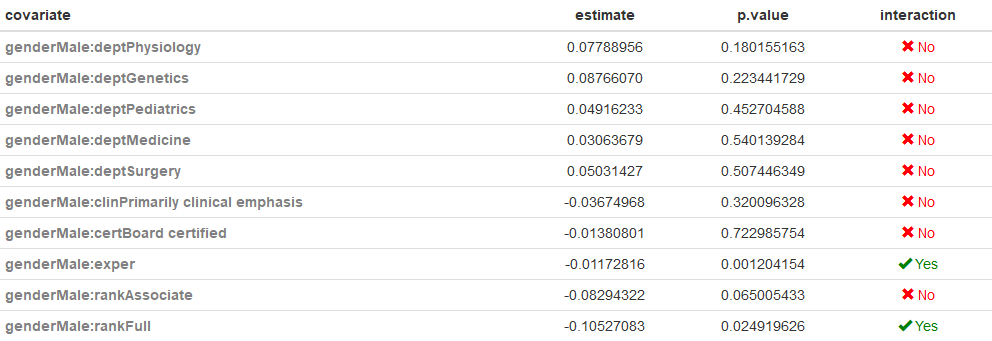 covariate estimate p.value interaction
genderMale:deptPhysiology 0.07788956 0.180155163 ✖ No
genderMale:deptGenetics 0.08766070 0.223441729 ✖ No
genderMale:deptPediatrics 0.04916233 0.452704588 ✖ No
genderMale:deptMedicine 0.03063679 0.540139284 ✖ No
genderMale:deptSurgery 0.05031427 0.507446349 ✖ No
genderMale:clinPrimarily clinical emphasis -0.03674968 0.320096328 ✖ No
genderMale:certBoard certified -0.01380801 0.722985754 ✖ No
genderMale:exper -0.01172816 0.001204154 ✔ Yes
genderMale:rankAssociate -0.08294322 0.065005433 ✖ No
genderMale:rankFull -0.10527083 0.024919626 ✔ Yes